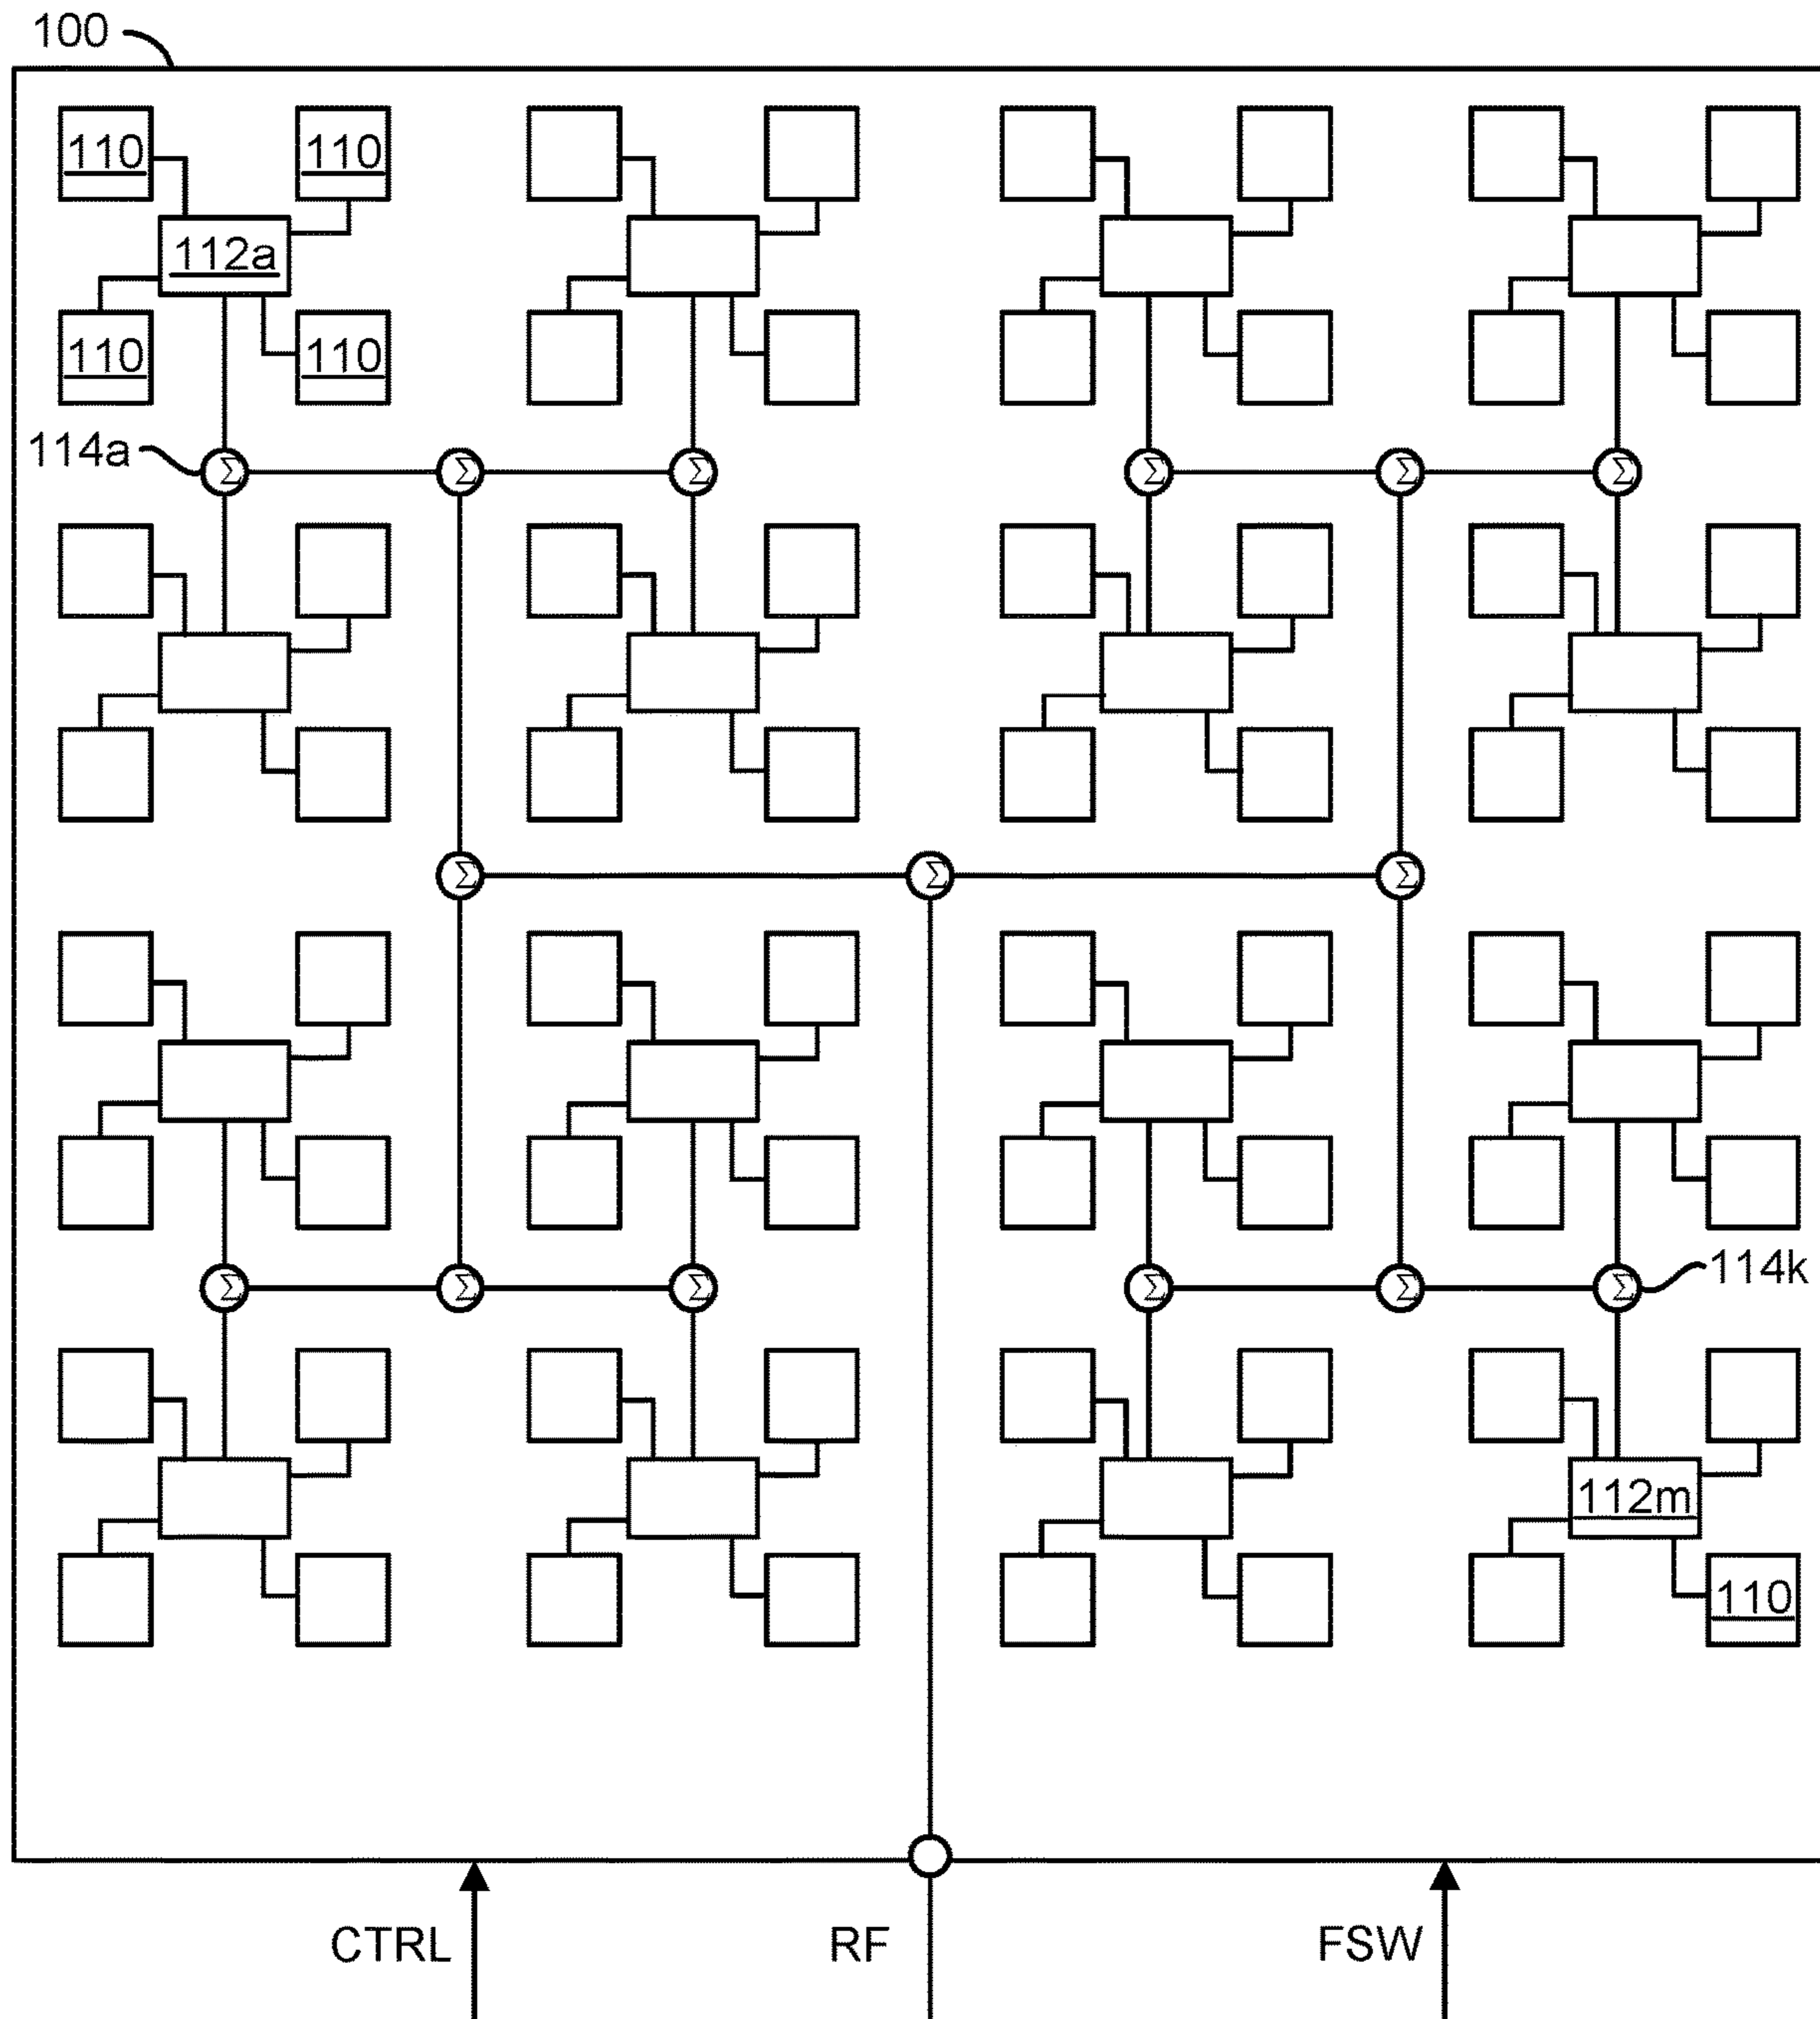 100
110 110
112a
110 110
114a Σ Σ Σ Σ Σ Σ
Σ Σ Σ
Σ Σ Σ Σ Σ Σ 114k
112m
110
CTRL RF FSW